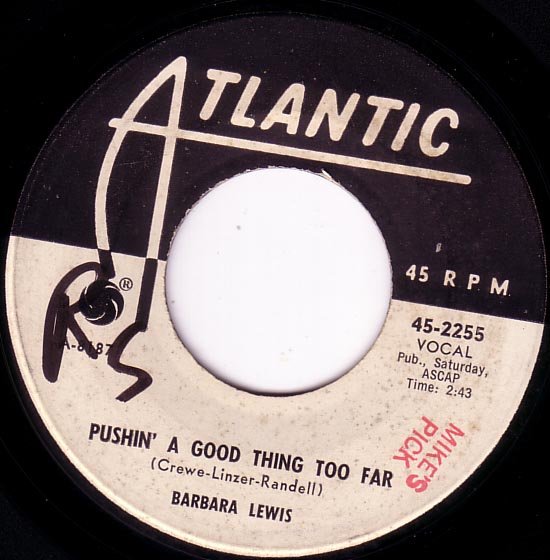 ATLANTIC
®
45 RPM
45-2255
VOCAL
Pub., Saturday,
ASCAP
Time: 2:43
RS
MIKE'S
PICK
PUSHIN' A GOOD THING TOO FAR
(Crewe-Linzer-Randell)
BARBARA LEWIS